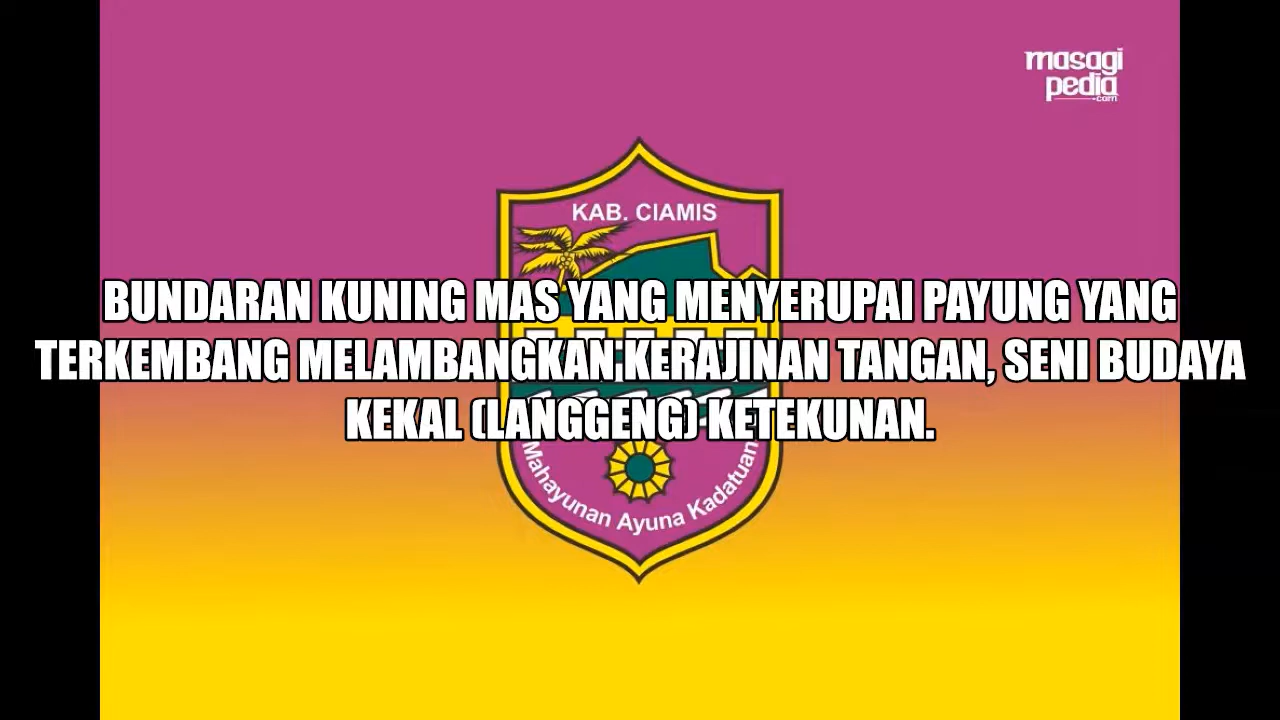 masagi
pedia
.com
KAB. CIAMIS
BUNDARAN KUNING MAS YANG MENYERUPAI PAYUNG YANG
TERKEMBANG MELAMBANGKAN KERAJINAN TANGAN, SENI BUDAYA
KEKAL (LANGGENG) KETEKUNAN.
Mahayunan Ayuna Kadatuan